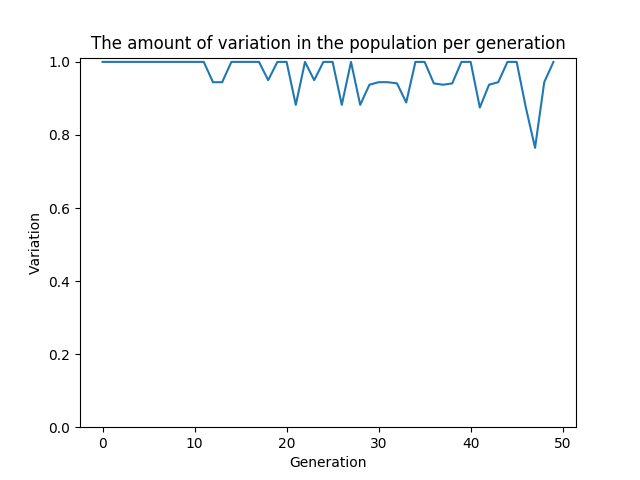 The amount of variation in the population per generation
1.0
0.8
0.6
0.4
0.2
0.0
Variation
0 10 20 30 40 50
Generation